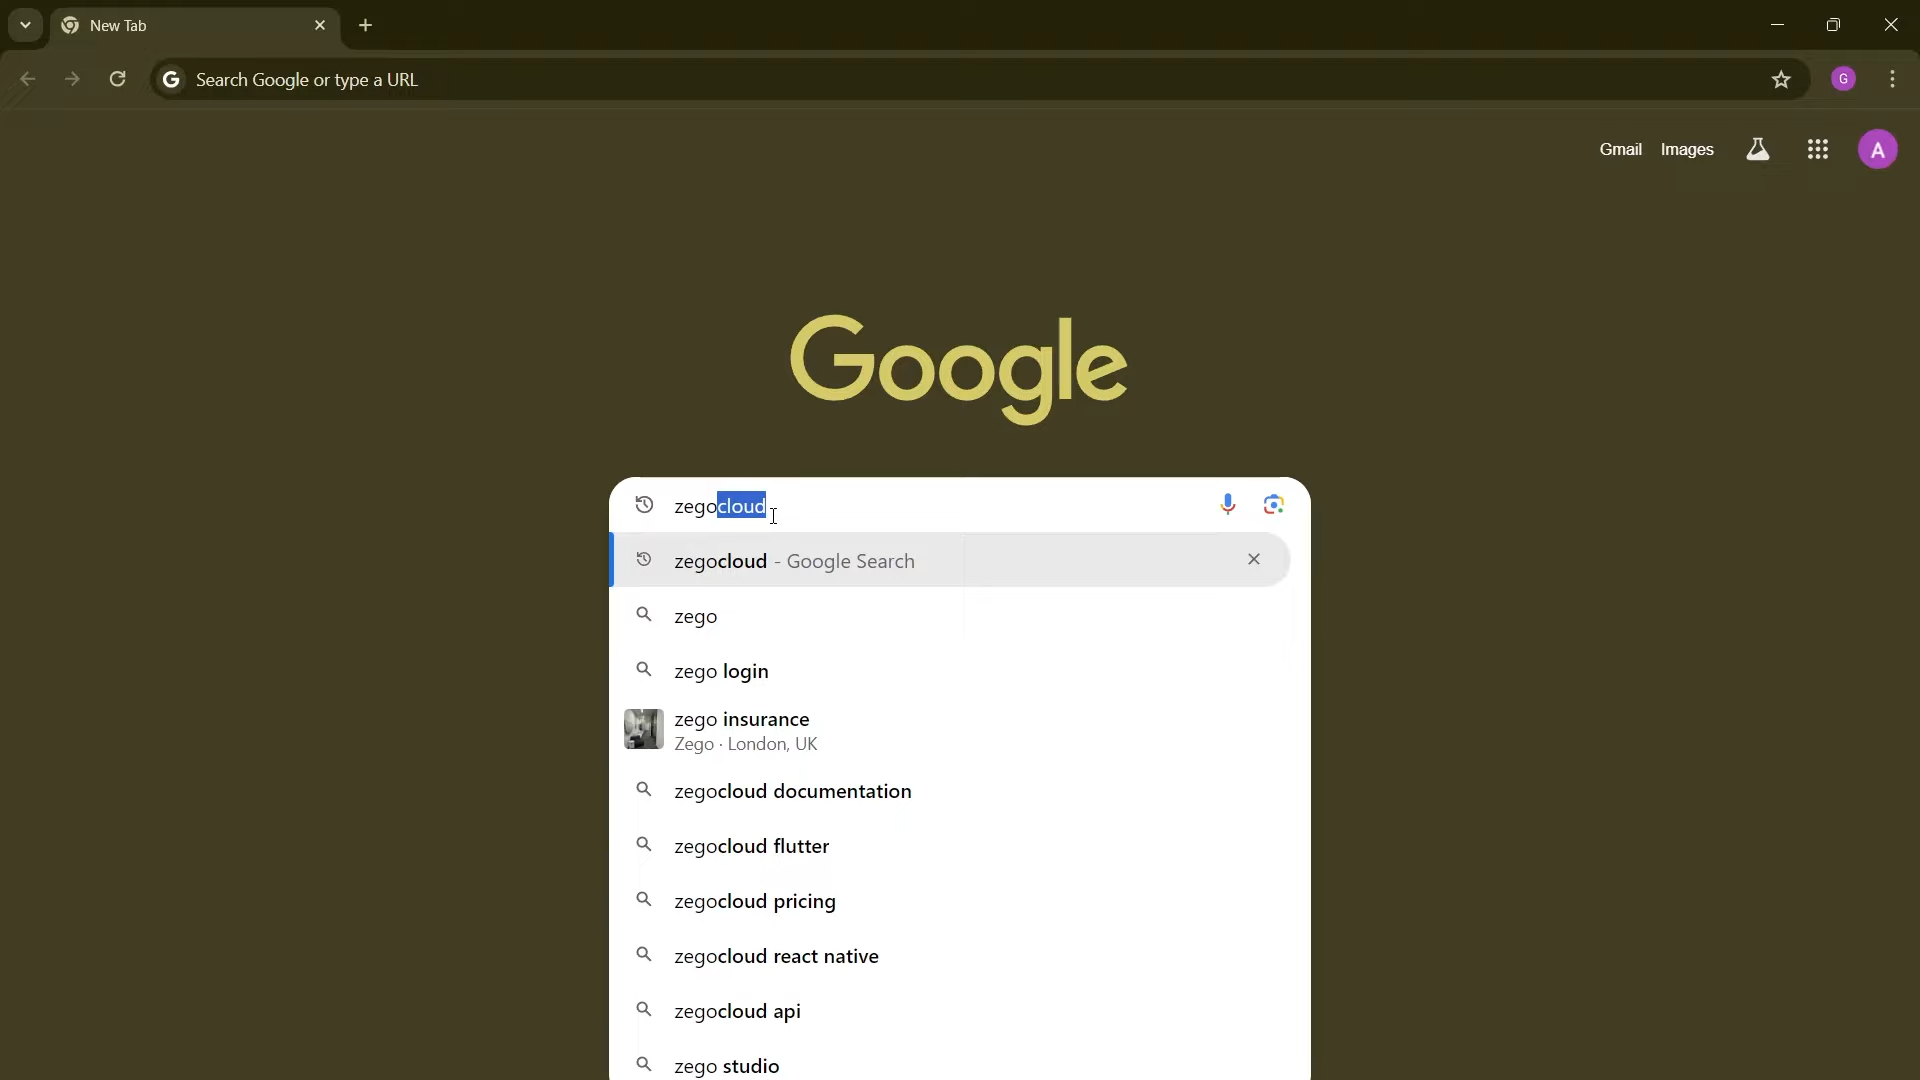 New Tab
Search Google or type a URL
G
Gmail Images
A
Google
zegocloud
zegocloud - Google Search
zego
zego login
zego insurance
Zego · London, UK
zegocloud documentation
zegocloud flutter
zegocloud pricing
zegocloud react native
zegocloud api
zego studio